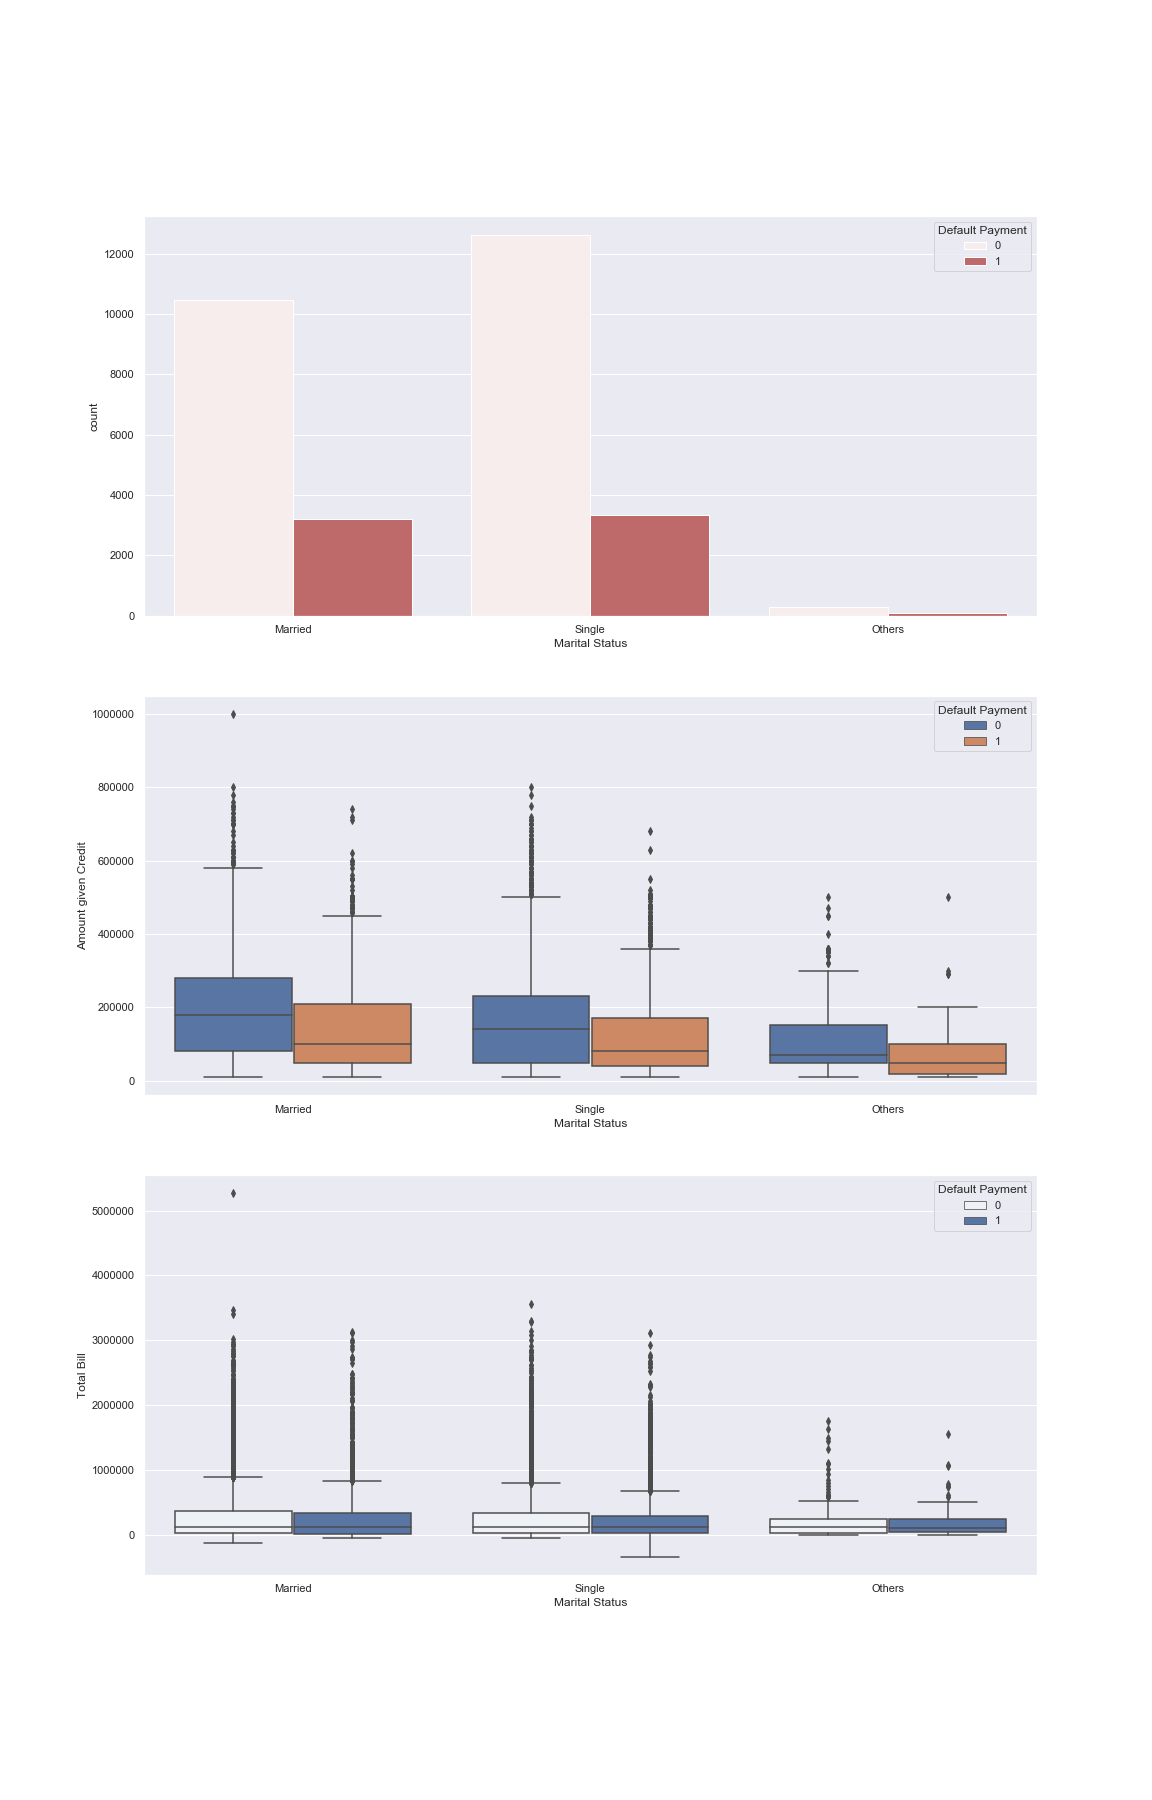 Default Payment
0
1
12000
10000
8000
6000
4000
2000
0
count
Married Single Others
Marital Status
Default Payment
0
1
1000000
800000
600000
400000
200000
0
Amount given Credit
Married Single Others
Marital Status
Default Payment
0
1
5000000
4000000
3000000
2000000
1000000
0
Total Bill
Married Single Others
Marital Status